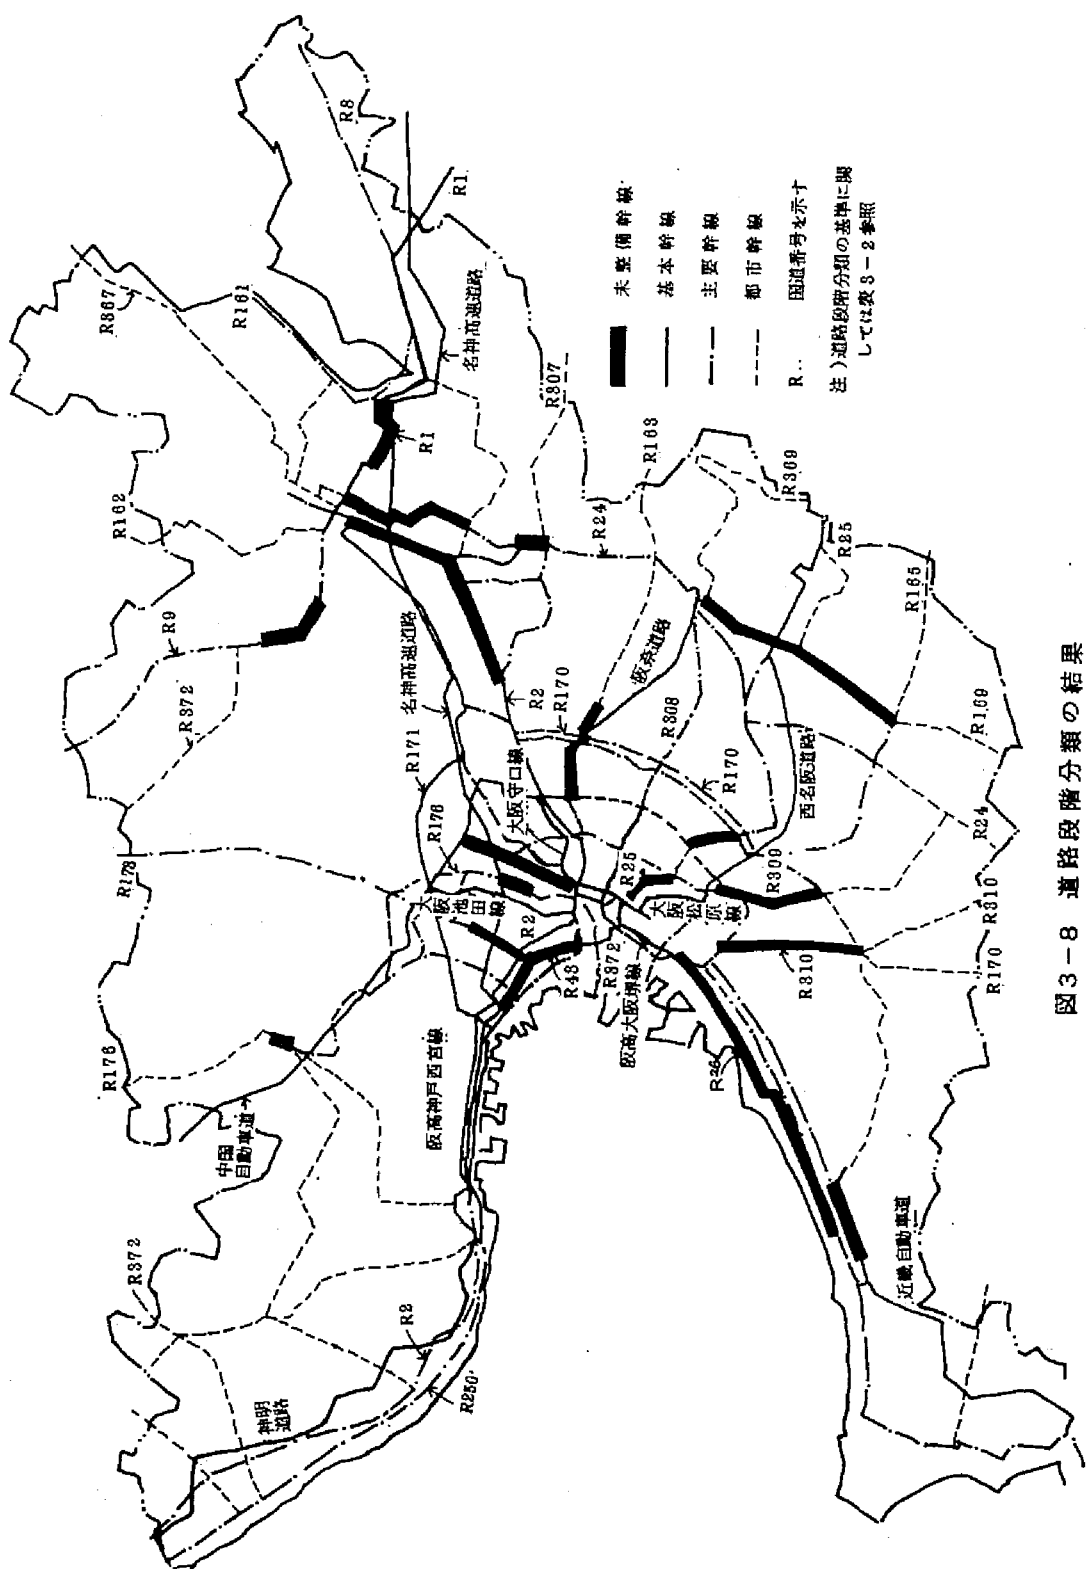 R8
R1
R367
R161
名神高速道路
R162
R1
R307
R163
R369
R24
R25
R9
R372
名神高速道路
R2
R170
阪奈道路
R165
R171
R308
R176
大阪守口線
R170
西名阪道路
R169
R173
大阪池田線
R2
R25
R309
R24
大阪松原線
R310
R43
R372
R310
R170
阪高大阪堺線
R26
R176
中国自動車道
阪高神戸西宮線
近畿自動車道
R372
R2
R250
神明道路
未整備幹線
基本幹線
主要幹線
都市幹線
R‥ 国道番号を示す
注)道路段階分類の基準に関
しては表3-2参照
図3-8 道路段階分類の結果